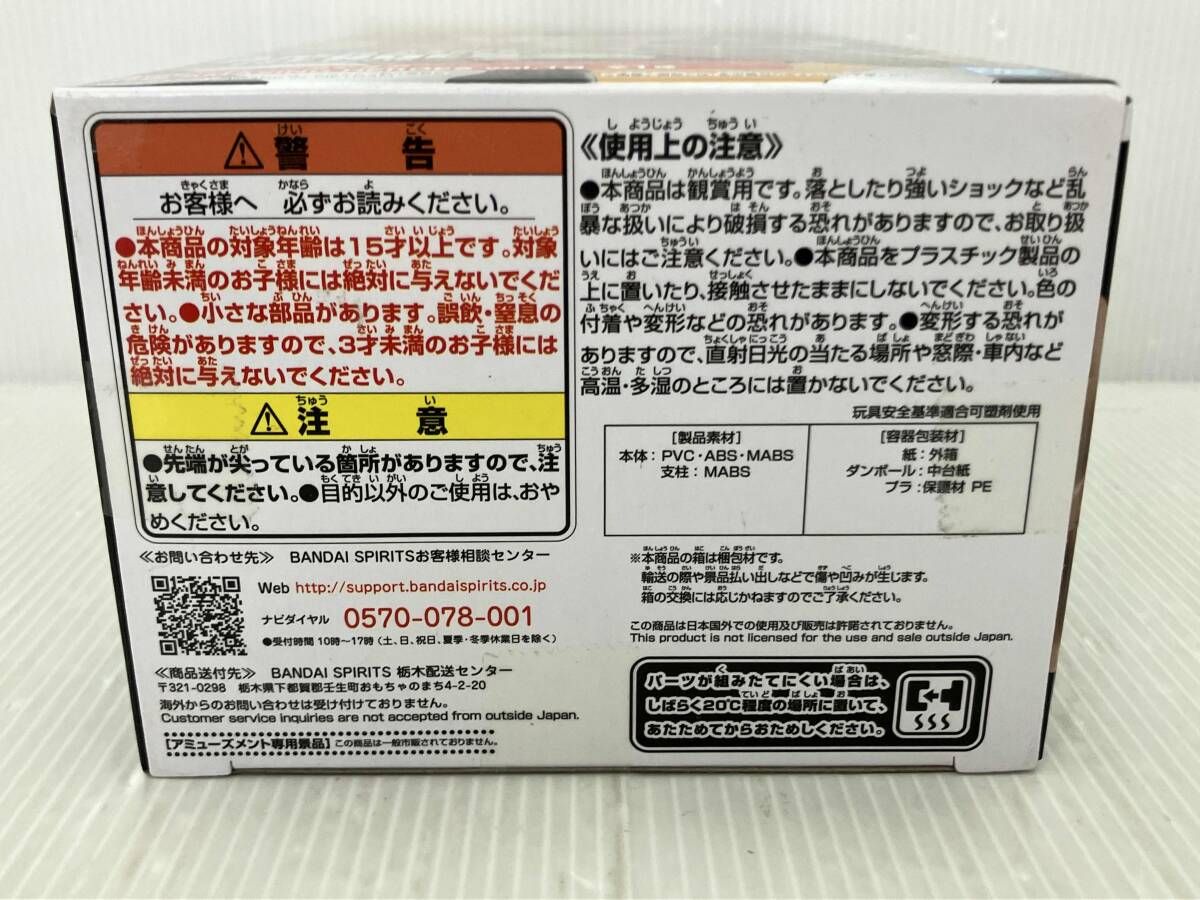 ⚠ 警告
お客様へ 必ずお読みください。
●本商品の対象年齢は15才以上です。対象
年齢未満のお子様には絶対に与えないでくだ
さい。●小さな部品があります。誤飲・窒息の
危険がありますので、3才未満のお子様には
絶対に与えないでください。
⚠ 注意
●先端が尖っている箇所がありますので、注
意してください。●目的以外のご使用は、おや
めください。
≪お問い合わせ先≫ BANDAI SPIRITSお客様相談センター
Web http://support.bandaispirits.co.jp
ナビダイヤル 0570-078-001
●受付時間 10時～17時（土、日、祝日、夏季・冬季休業日を除く）
≪商品送付先≫ BANDAI SPIRITS 栃木配送センター
〒321-0298 栃木県下都賀郡壬生町おもちゃのまち4-2-20
海外からのお問い合わせは受け付けておりません。
Customer service inquiries are not accepted from outside Japan.
【アミューズメント専用景品】この商品は一般市販されておりません。
《使用上の注意》
●本商品は観賞用です。落としたり強いショックなど乱
暴な扱いにより破損する恐れがありますので、お取り扱
いにはご注意ください。●本商品をプラスチック製品の
上に置いたり、接触させたままにしないでください。色の
付着や変形などの恐れがあります。●変形する恐れが
ありますので、直射日光の当たる場所や窓際・車内など
高温・多湿のところには置かないでください。
玩具安全基準適合可塑剤使用
［製品素材］
本体：PVC・ABS・MABS
支柱：MABS
［容器包装材］
紙：外箱
ダンボール：中台紙
プラ：保護材 PE
※本商品の箱は梱包材です。
輸送の際や景品払い出しなどで傷や凹みが生じます。
箱の交換には応じかねますのでご了承ください。
この商品は日本国外での使用及び販売は許諾されておりません。
This product is not licensed for the use and sale outside Japan.
パーツが組みたてにくい場合は、
しばらく20℃程度の場所に置いて、
あたためてからおためしください。